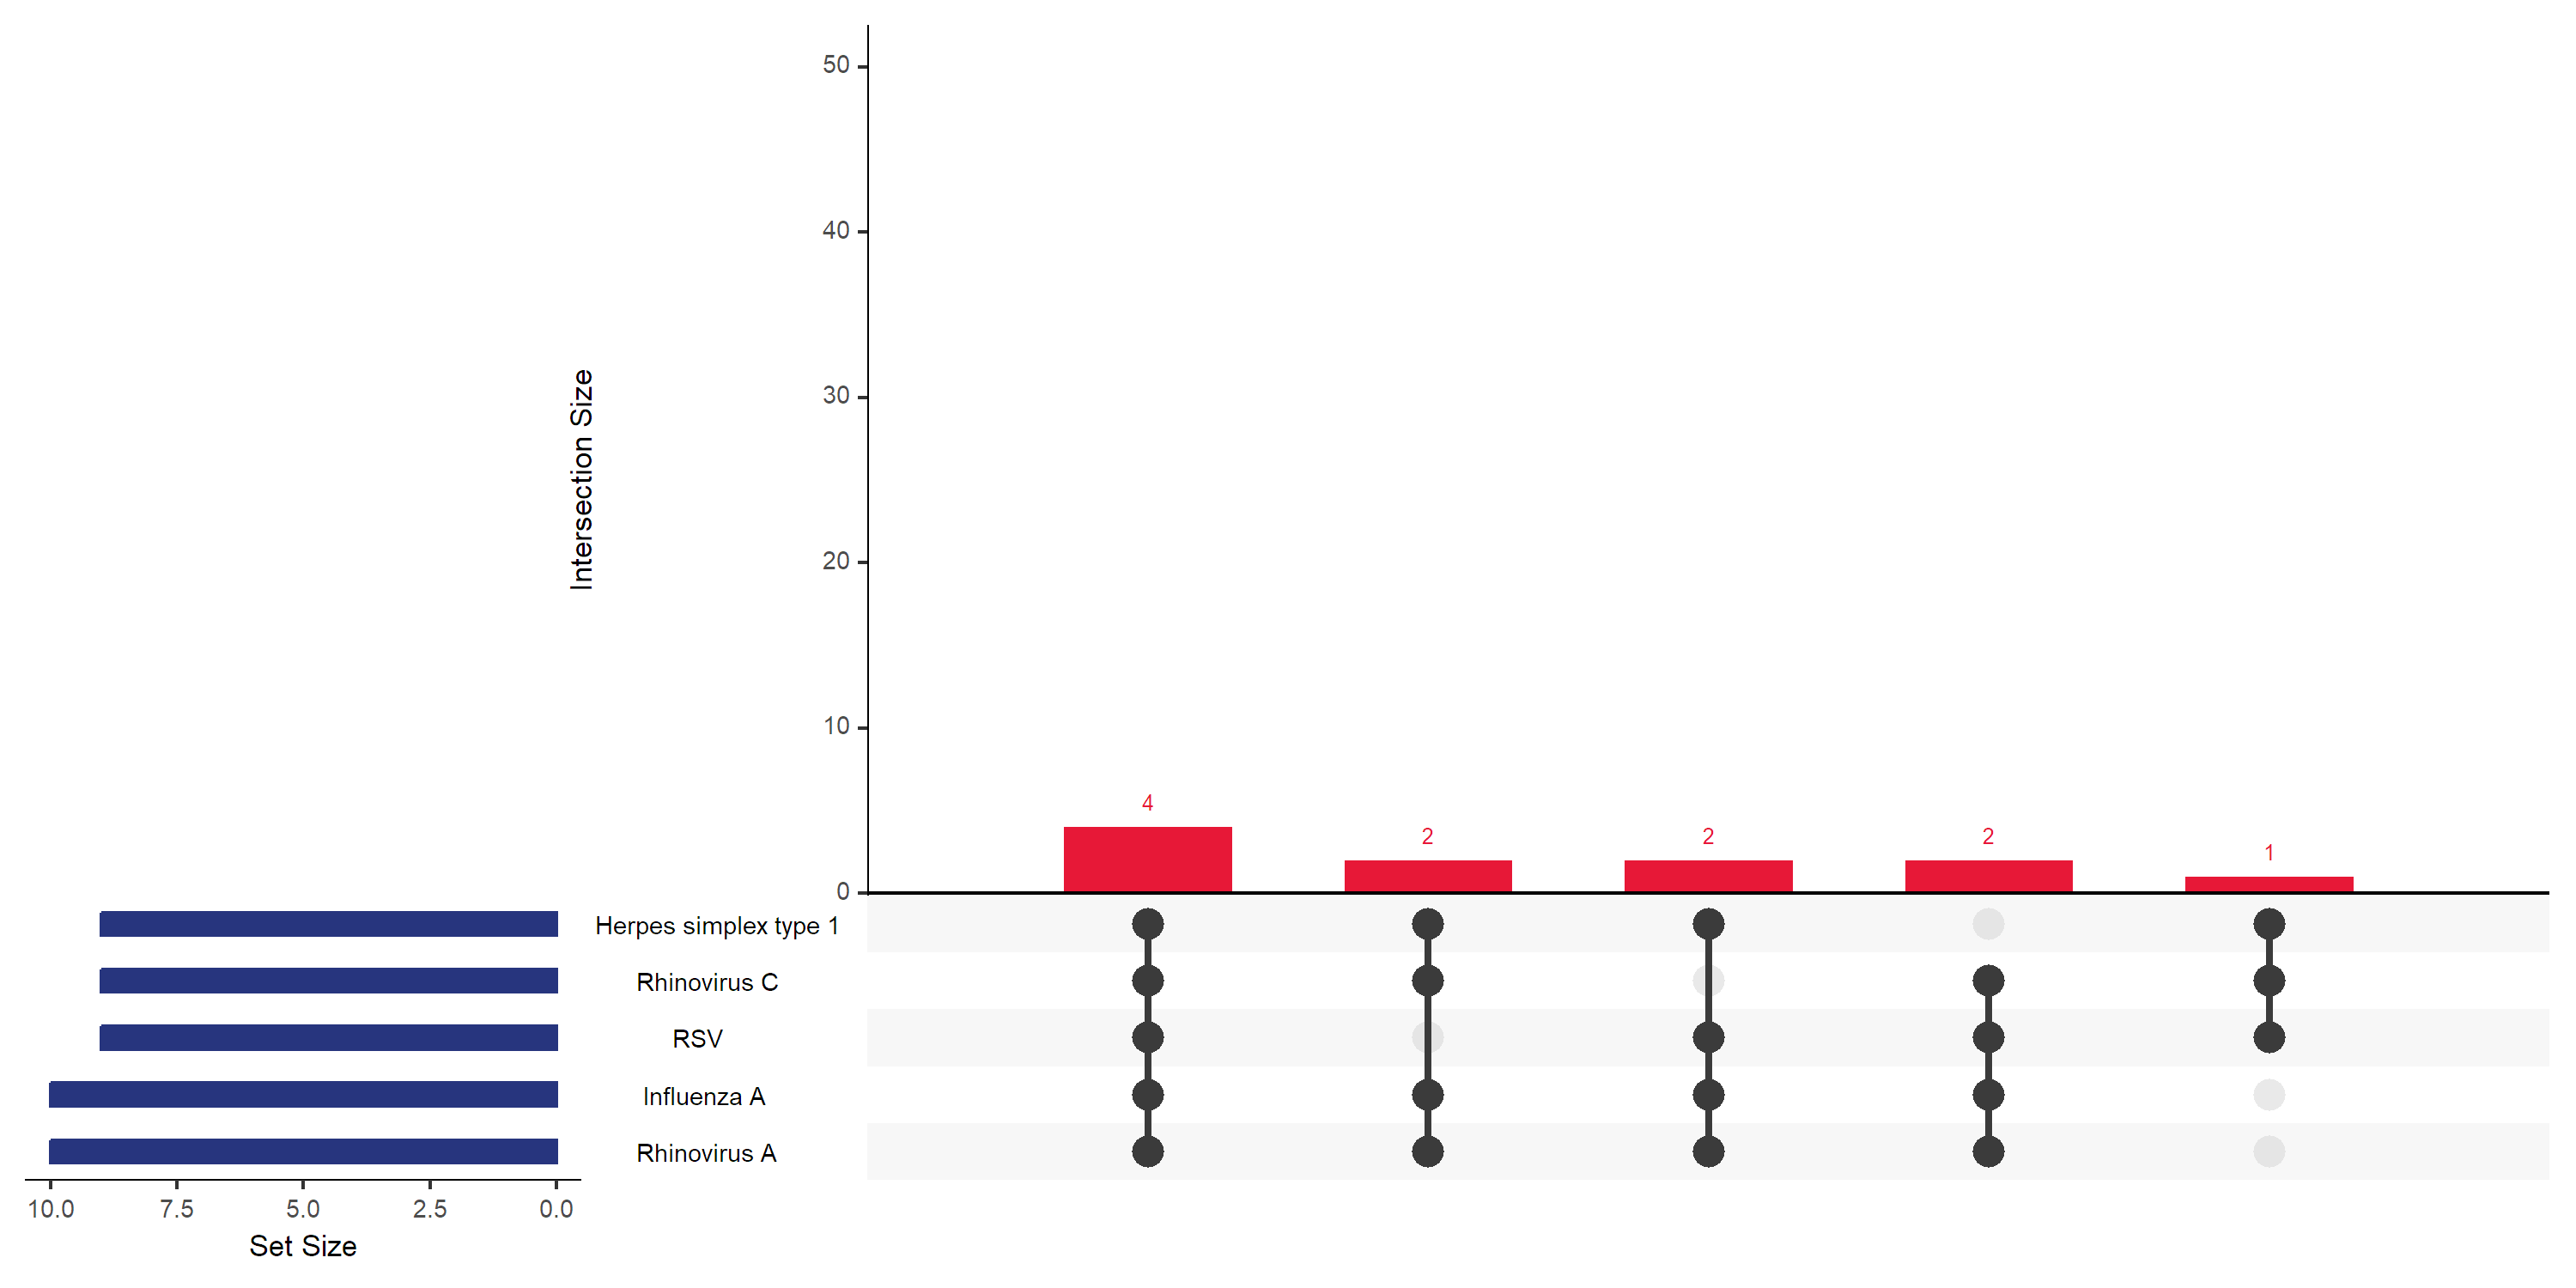 50
40
30
20
10
0
Intersection Size
4
2
2
2
1
Herpes simplex type 1
Rhinovirus C
RSV
Influenza A
Rhinovirus A
10.0 7.5 5.0 2.5 0.0
Set Size